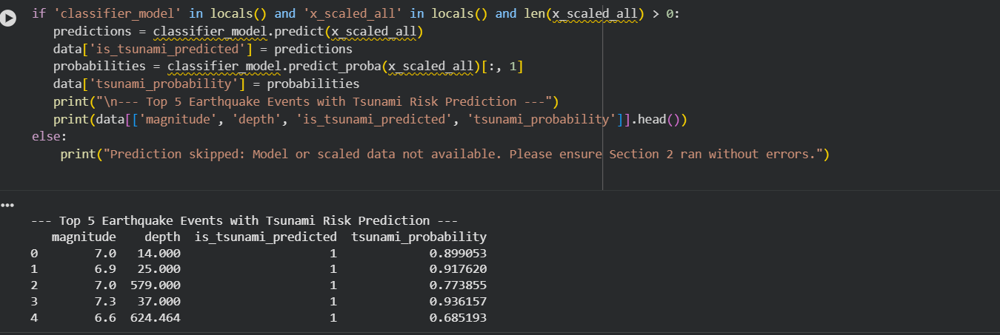 if 'classifier_model' in locals() and 'x_scaled_all' in locals() and len(x_scaled_all) > 0:
   predictions = classifier_model.predict(x_scaled_all)
   data['is_tsunami_predicted'] = predictions
   probabilities = classifier_model.predict_proba(x_scaled_all)[:, 1]
   data['tsunami_probability'] = probabilities
   print("\n--- Top 5 Earthquake Events with Tsunami Risk Prediction ---")
   print(data[['magnitude', 'depth', 'is_tsunami_predicted', 'tsunami_probability']].head())
else:
    print("Prediction skipped: Model or scaled data not available. Please ensure Section 2 ran without errors.")
--- Top 5 Earthquake Events with Tsunami Risk Prediction ---
   magnitude    depth  is_tsunami_predicted  tsunami_probability
0        7.0   14.000                     1             0.899053
1        6.9   25.000                     1             0.917620
2        7.0  579.000                     1             0.773855
3        7.3   37.000                     1             0.936157
4        6.6  624.464                     1             0.685193